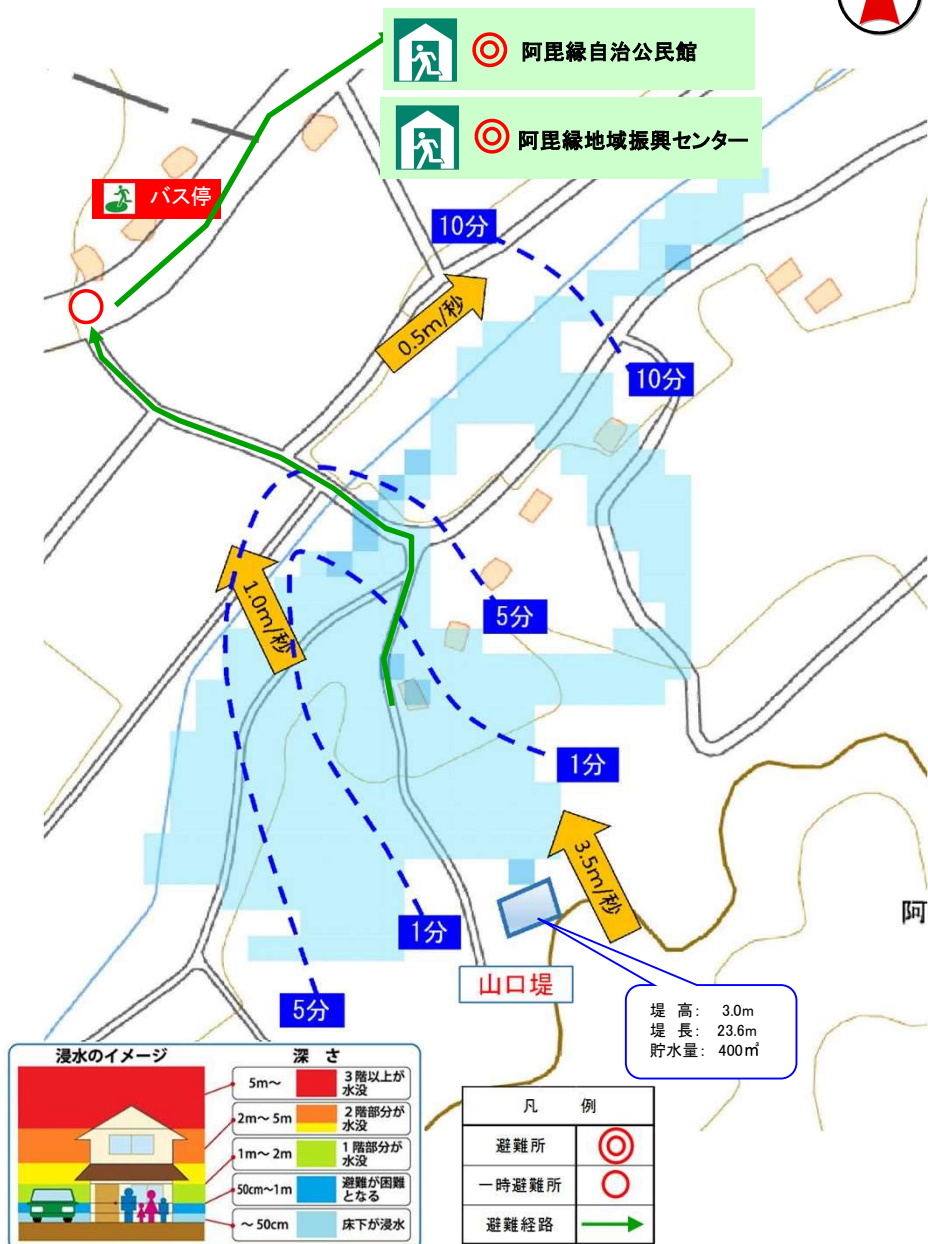 阿毘縁自治公民館
阿毘縁地域振興センター
バス停
10分
0.5m/秒
10分
1.0m/秒
5分
1分
3.5m/秒
阿
1分
山口堤
5分
堤 高： 3.0m
堤 長： 23.6m
貯水量： 400㎥
浸水のイメージ
深 さ
5m～
3階以上が
水没
2m～5m
2階部分が
水没
1m～2m
1階部分が
水没
50cm～1m
避難が困難
となる
～50cm
床下が浸水
凡 例
避難所
一時避難所
避難経路